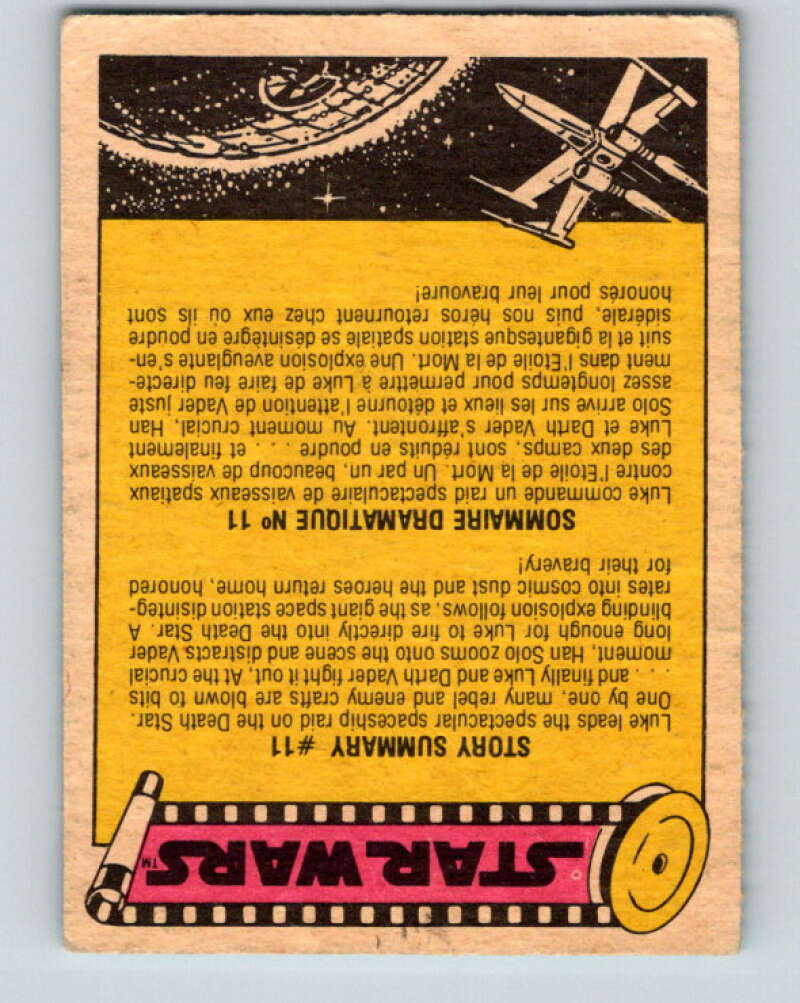 STAR WARS™
STORY SUMMARY #11
Luke leads the spectacular spaceship raid on the Death Star.
One by one, many rebel and enemy crafts are blown to bits
. . . and finally Luke and Darth Vader fight it out. At the crucial
moment, Han Solo zooms onto the scene and distracts Vader
long enough for Luke to fire directly into the Death Star. A
blinding explosion follows, as the giant space station disinteg-
rates into cosmic dust and the heroes return home, honored
for their bravery!
SOMMAIRE DRAMATIQUE Nº 11
Luke commande un raid spectaculaire de vaisseaux spatiaux
contre l'Etoile de la Mort. Un par un, beaucoup de vaisseaux
des deux camps, sont réduits en poudre . . . et finalement
Luke et Darth Vader s'affrontent. Au moment crucial, Han
Solo arrive sur les lieux et détourne l'attention de Vader juste
assez longtemps pour permettre à Luke de faire feu directe-
ment dans l'Etoile de la Mort. Une explosion aveuglante s'en-
suit et la gigantesque station spatiale se désintègre en poudre
sidérale, puis nos héros retournent chez eux où ils sont
honorés pour leur bravoure!